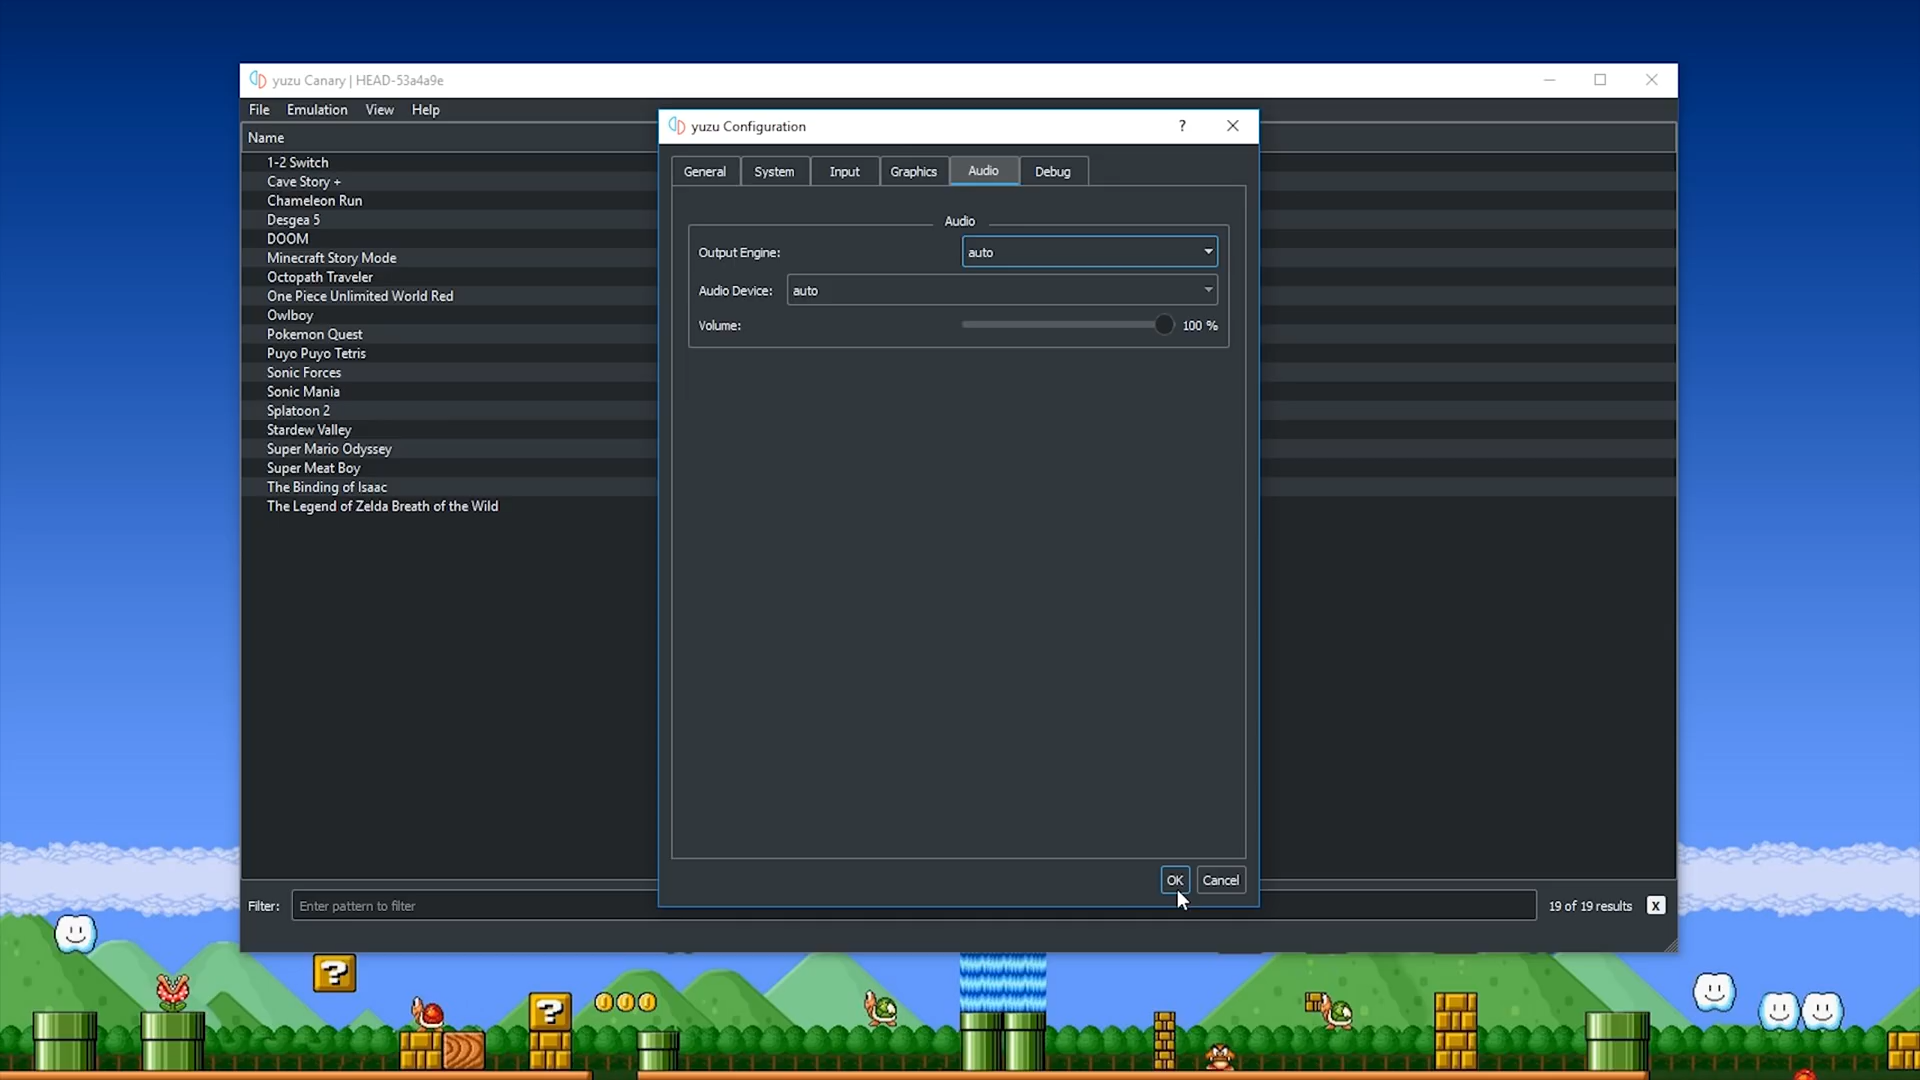 yuzu Canary | HEAD-53a4a9e
File Emulation View Help
Name
1-2 Switch
Cave Story +
Chameleon Run
Desgea 5
DOOM
Minecraft Story Mode
Octopath Traveler
One Piece Unlimited World Red
Owlboy
Pokemon Quest
Puyo Puyo Tetris
Sonic Forces
Sonic Mania
Splatoon 2
Stardew Valley
Super Mario Odyssey
Super Meat Boy
The Binding of Isaac
The Legend of Zelda Breath of the Wild
yuzu Configuration ?
General System Input Graphics Audio Debug
Audio
Output Engine: auto
Audio Device: auto
Volume: 100 %
OK Cancel
Filter: Enter pattern to filter 19 of 19 results X
?
?